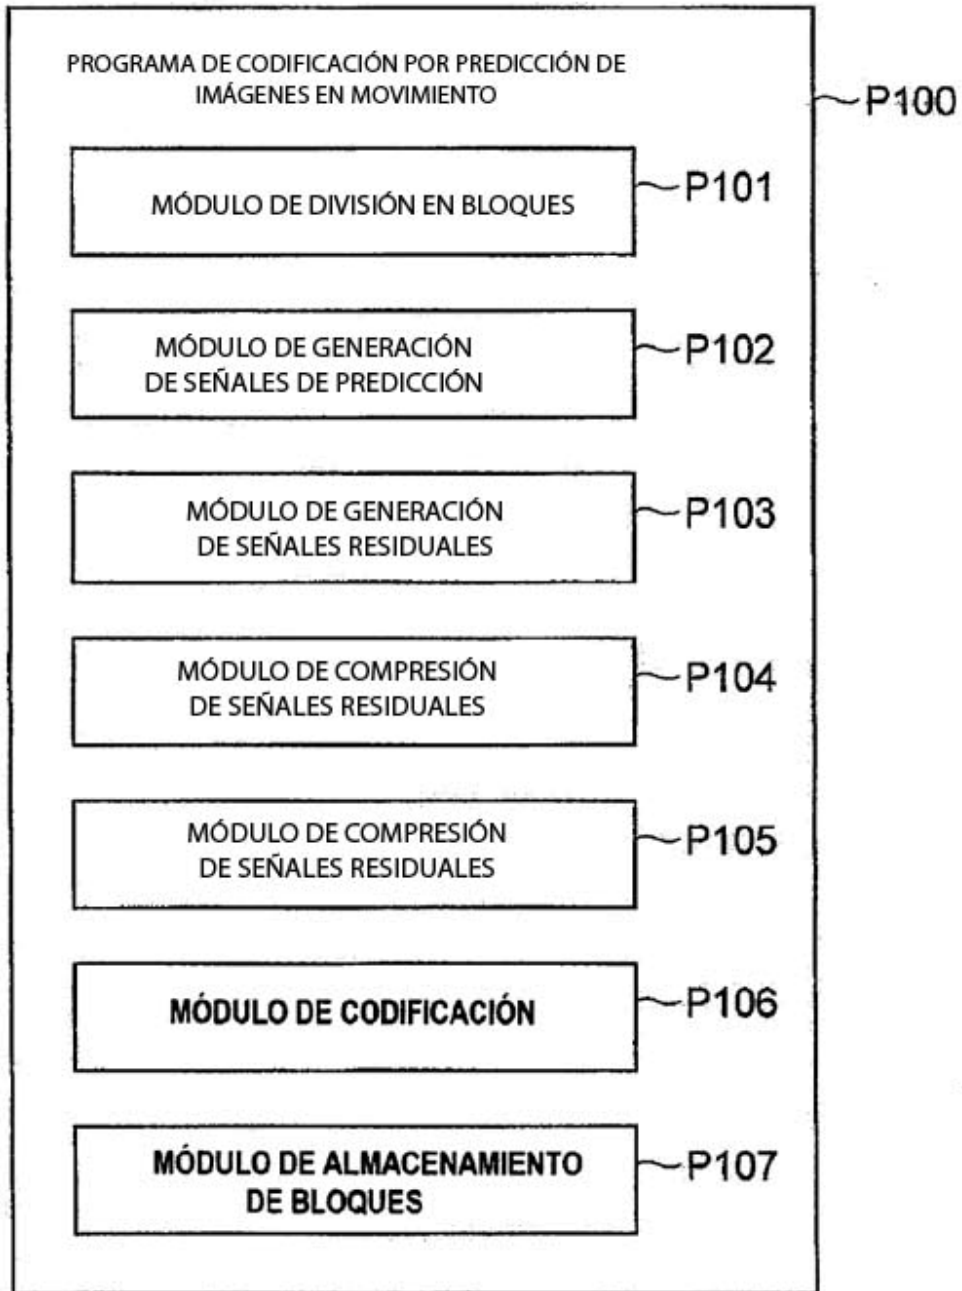 PROGRAMA DE CODIFICACIÓN POR PREDICCIÓN DE
IMÁGENES EN MOVIMIENTO
P100
MÓDULO DE DIVISIÓN EN BLOQUES
P101
MÓDULO DE GENERACIÓN
DE SEÑALES DE PREDICCIÓN
P102
MÓDULO DE GENERACIÓN
DE SEÑALES RESIDUALES
P103
MÓDULO DE COMPRESIÓN
DE SEÑALES RESIDUALES
P104
MÓDULO DE COMPRESIÓN
DE SEÑALES RESIDUALES
P105
MÓDULO DE CODIFICACIÓN
P106
MÓDULO DE ALMACENAMIENTO
DE BLOQUES
P107